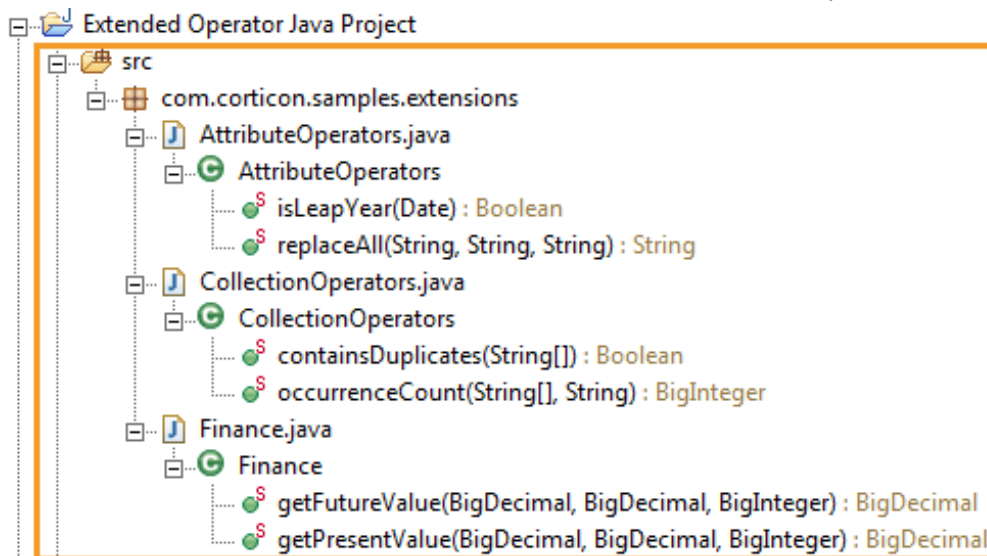 Extended Operator Java Project
src
com.corticon.samples.extensions
J AttributeOperators.java
C AttributeOperators
S isLeapYear(Date) : Boolean
S replaceAll(String, String, String) : String
J CollectionOperators.java
C CollectionOperators
S containsDuplicates(String[]) : Boolean
S occurrenceCount(String[], String) : BigInteger
J Finance.java
C Finance
S getFutureValue(BigDecimal, BigDecimal, BigInteger) : BigDecimal
S getPresentValue(BigDecimal, BigDecimal, BigInteger) : BigDecimal